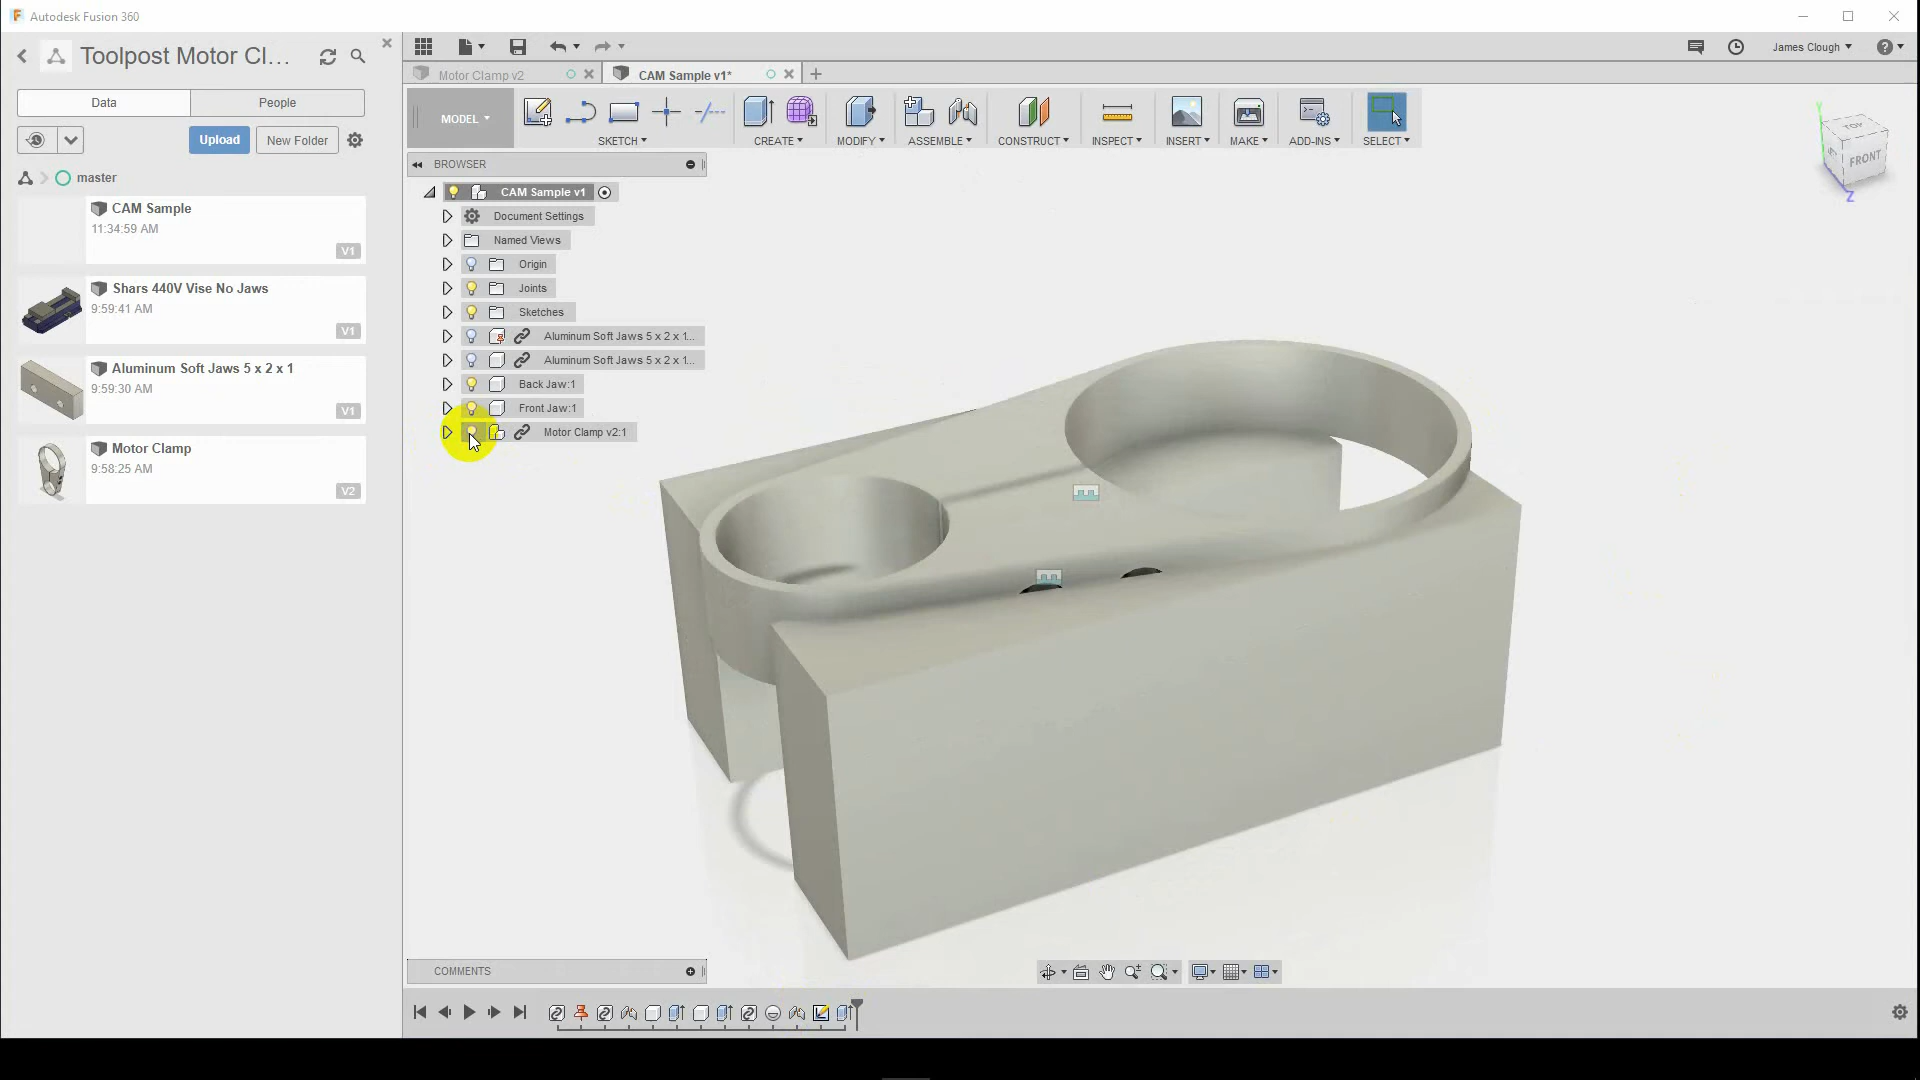 Autodesk Fusion 360
Toolpost Motor Cl...
Data
People
Upload
New Folder
master
CAM Sample
11:34:59 AM
V1
Shars 440V Vise No Jaws
9:59:41 AM
V1
Aluminum Soft Jaws 5 x 2 x 1
9:59:30 AM
V1
Motor Clamp
9:58:25 AM
V2
James Clough
Motor Clamp v2
CAM Sample v1*
MODEL
SKETCH
CREATE
MODIFY
ASSEMBLE
CONSTRUCT
INSPECT
INSERT
MAKE
ADD-INS
SELECT
BROWSER
CAM Sample v1
Document Settings
Named Views
Origin
Joints
Sketches
Aluminum Soft Jaws 5 x 2 x 1...
Aluminum Soft Jaws 5 x 2 x 1...
Back Jaw:1
Front Jaw:1
Motor Clamp v2:1
TOP
FRONT
Z
COMMENTS